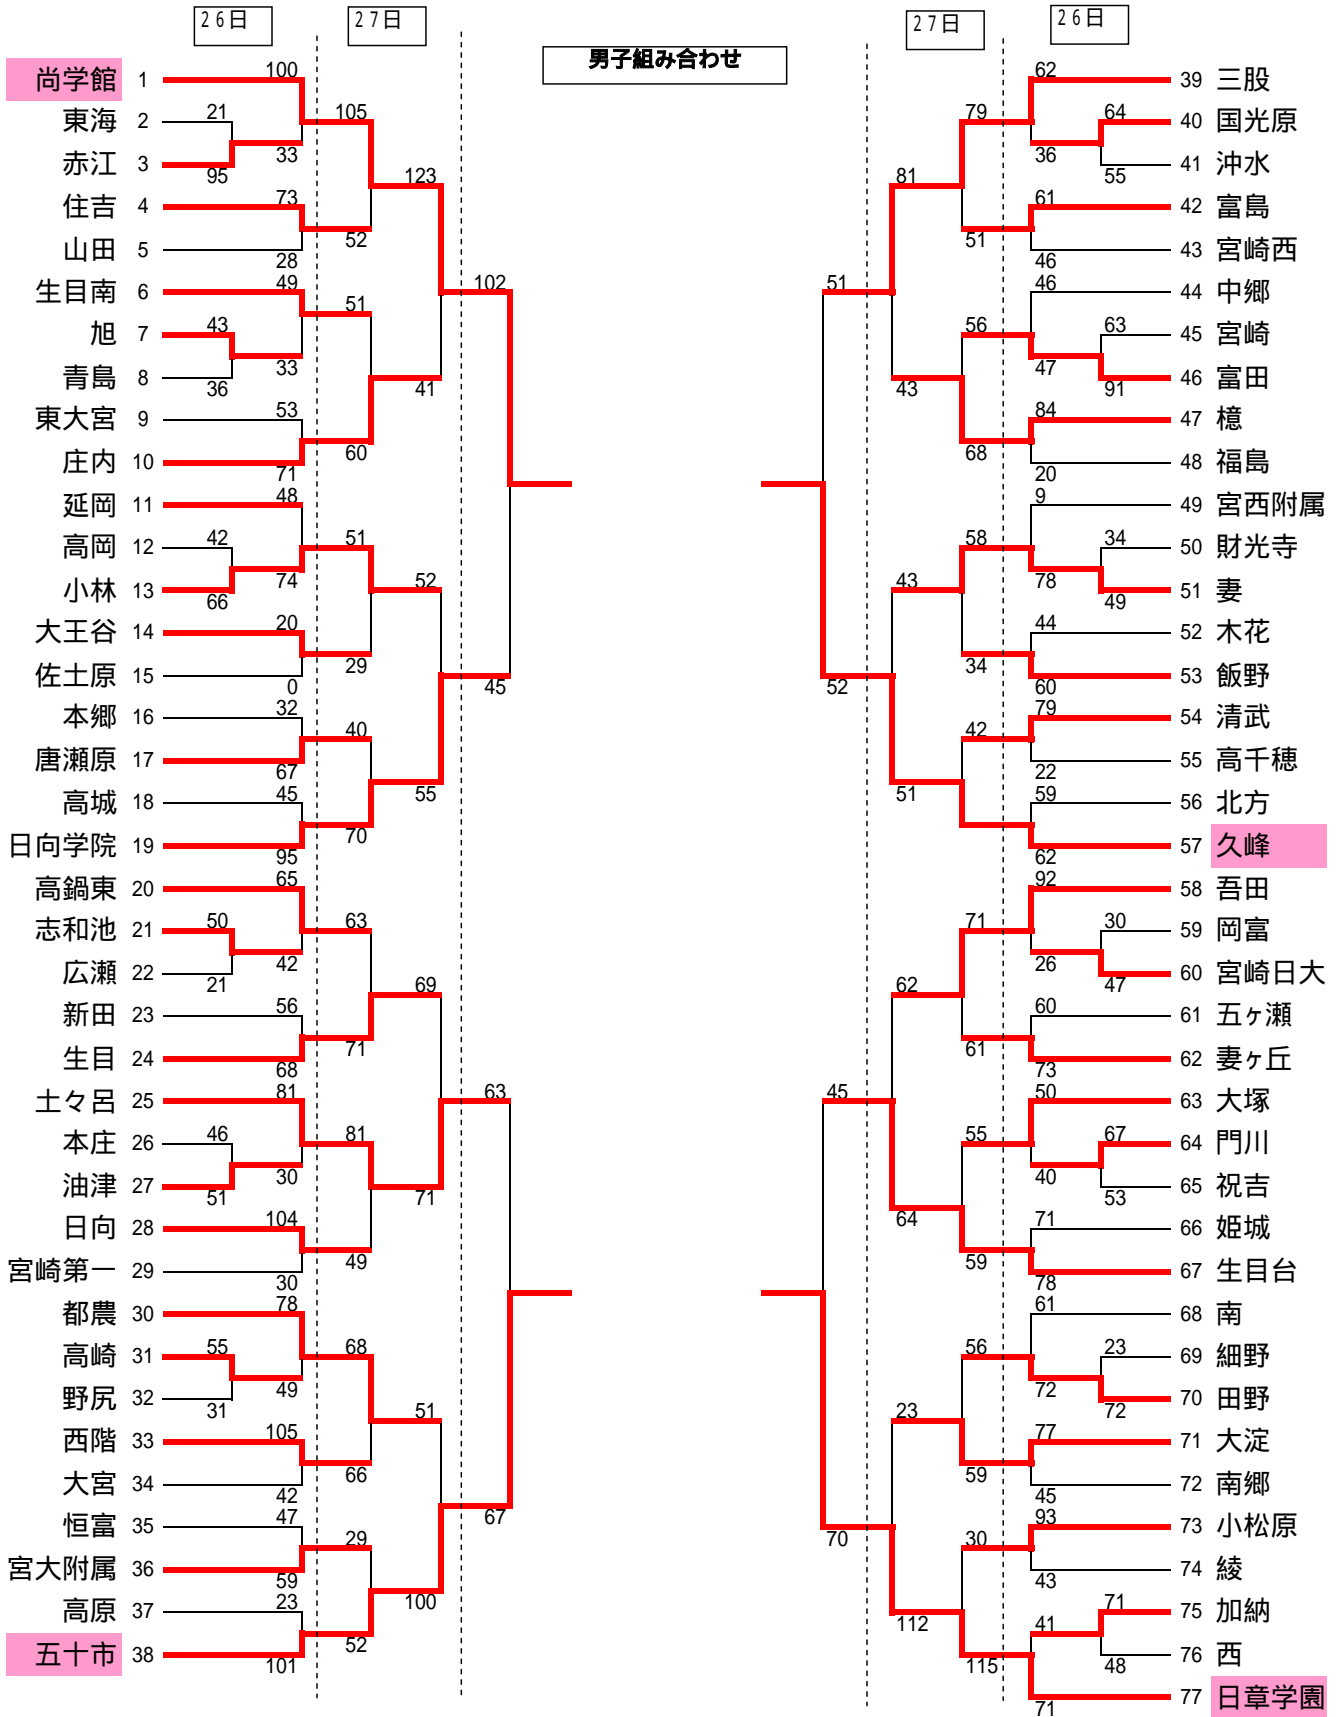 26日
27日
男子組み合わせ
27日
26日
尚学館 1
東海 2
赤江 3
住吉 4
山田 5
生目南 6
旭 7
青島 8
東大宮 9
庄内 10
延岡 11
高岡 12
小林 13
大王谷 14
佐土原 15
本郷 16
唐瀬原 17
高城 18
日向学院 19
高鍋東 20
志和池 21
広瀬 22
新田 23
生目 24
土々呂 25
本庄 26
油津 27
日向 28
宮崎第一 29
都農 30
高崎 31
野尻 32
西階 33
大宮 34
恒富 35
宮大附属 36
高原 37
五十市 38
21
95
43
36
42
66
50
21
46
51
55
31
100
33
73
28
49
33
53
71
48
74
20
0
32
67
45
95
65
42
56
68
81
30
104
30
78
49
105
42
47
59
23
101
105
52
51
60
51
29
40
70
63
71
81
49
68
66
29
52
123
41
52
55
69
71
51
100
102
45
63
67
51
52
45
70
81
43
43
51
62
64
23
112
79
51
56
68
58
34
42
71
61
55
59
56
59
30
115
62
36
61
46
46
47
84
20
9
78
44
60
79
22
59
62
92
26
60
73
50
40
71
78
61
72
77
45
93
43
41
71
64
55
63
91
34
49
30
47
67
53
23
72
71
48
39 三股
40 国光原
41 沖水
42 富島
43 宮崎西
44 中郷
45 宮崎
46 富田
47 檍
48 福島
49 宮西附属
50 財光寺
51 妻
52 木花
53 飯野
54 清武
55 高千穂
56 北方
57 久峰
58 吾田
59 岡富
60 宮崎日大
61 五ヶ瀬
62 妻ヶ丘
63 大塚
64 門川
65 祝吉
66 姫城
67 生目台
68 南
69 細野
70 田野
71 大淀
72 南郷
73 小松原
74 綾
75 加納
76 西
77 日章学園